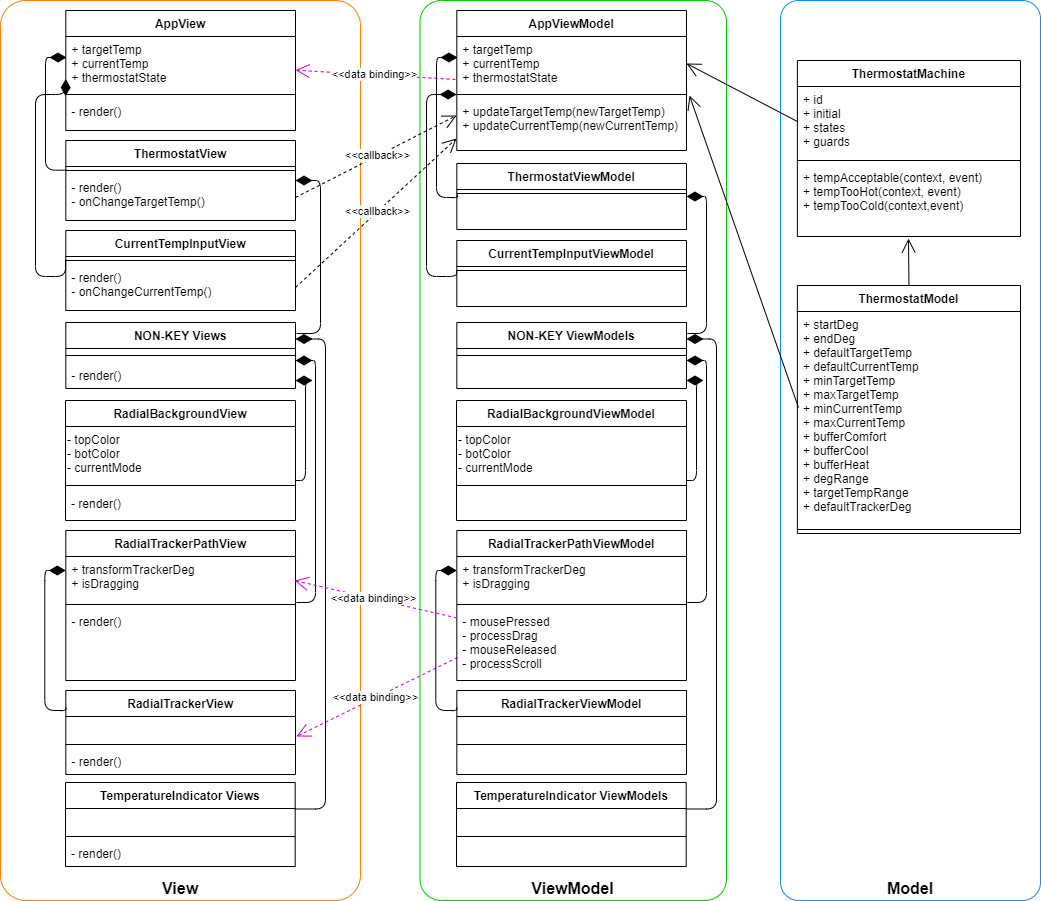 AppView
+ targetTemp
+ currentTemp
+ thermostatState
- render()
ThermostatView
- render()
- onChangeTargetTemp()
CurrentTempInputView
- render()
- onChangeCurrentTemp()
NON-KEY Views
- render()
RadialBackgroundView
- topColor
- botColor
- currentMode
- render()
RadialTrackerPathView
+ transformTrackerDeg
+ isDragging
- render()
RadialTrackerView
- render()
TemperatureIndicator Views
- render()
View
<<data binding>>
<<callback>>
<<callback>>
<<data binding>>
<<data binding>>
AppViewModel
+ targetTemp
+ currentTemp
+ thermostatState
+ updateTargetTemp(newTargetTemp)
+ updateCurrentTemp(newCurrentTemp)
ThermostatViewModel
CurrentTempInputViewModel
NON-KEY ViewModels
RadialBackgroundViewModel
- topColor
- botColor
- currentMode
RadialTrackerPathViewModel
+ transformTrackerDeg
+ isDragging
- mousePressed
- processDrag
- mouseReleased
- processScroll
RadialTrackerViewModel
TemperatureIndicator ViewModels
ViewModel
ThermostatMachine
+ id
+ initial
+ states
+ guards
+ tempAcceptable(context, event)
+ tempTooHot(context, event)
+ tempTooCold(context,event)
ThermostatModel
+ startDeg
+ endDeg
+ defaultTargetTemp
+ defaultCurrentTemp
+ minTargetTemp
+ maxTargetTemp
+ minCurrentTemp
+ maxCurrentTemp
+ bufferComfort
+ bufferCool
+ bufferHeat
+ degRange
+ targetTempRange
+ defaultTrackerDeg
Model